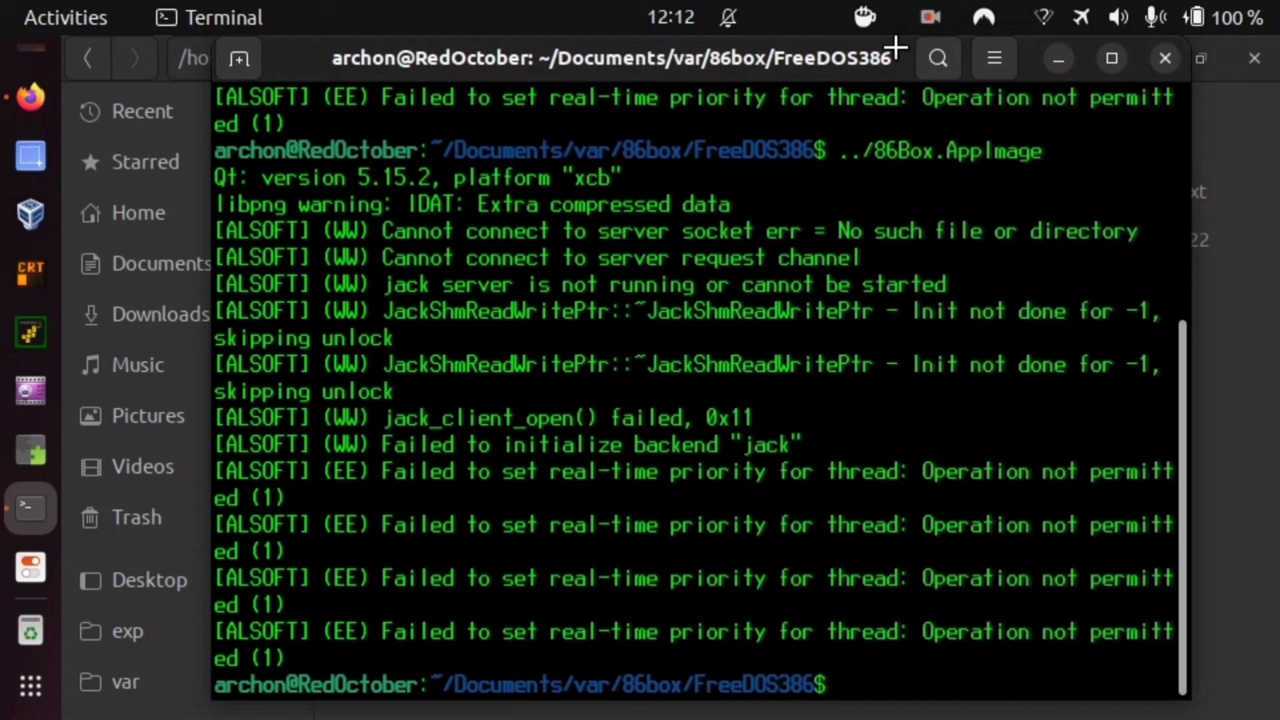 Activities
Terminal
12:12
100 %
/ho
archon@RedOctober: ~/Documents/var/86box/FreeDOS386
Recent
Starred
Home
Documents
Downloads
Music
Pictures
Videos
Trash
Desktop
exp
var
CRT
[ALSOFT] (EE) Failed to set real-time priority for thread: Operation not permitt
ed (1)
archon@RedOctober:~/Documents/var/86box/FreeDOS386$ ../86Box.AppImage
Qt: version 5.15.2, platform "xcb"
libpng warning: IDAT: Extra compressed data
[ALSOFT] (WW) Cannot connect to server socket err = No such file or directory
[ALSOFT] (WW) Cannot connect to server request channel
[ALSOFT] (WW) jack server is not running or cannot be started
[ALSOFT] (WW) JackShmReadWritePtr::~JackShmReadWritePtr - Init not done for -1,
skipping unlock
[ALSOFT] (WW) JackShmReadWritePtr::~JackShmReadWritePtr - Init not done for -1,
skipping unlock
[ALSOFT] (WW) jack_client_open() failed, 0x11
[ALSOFT] (WW) Failed to initialize backend "jack"
[ALSOFT] (EE) Failed to set real-time priority for thread: Operation not permitt
ed (1)
[ALSOFT] (EE) Failed to set real-time priority for thread: Operation not permitt
ed (1)
[ALSOFT] (EE) Failed to set real-time priority for thread: Operation not permitt
ed (1)
[ALSOFT] (EE) Failed to set real-time priority for thread: Operation not permitt
ed (1)
archon@RedOctober:~/Documents/var/86box/FreeDOS386$
xt
22